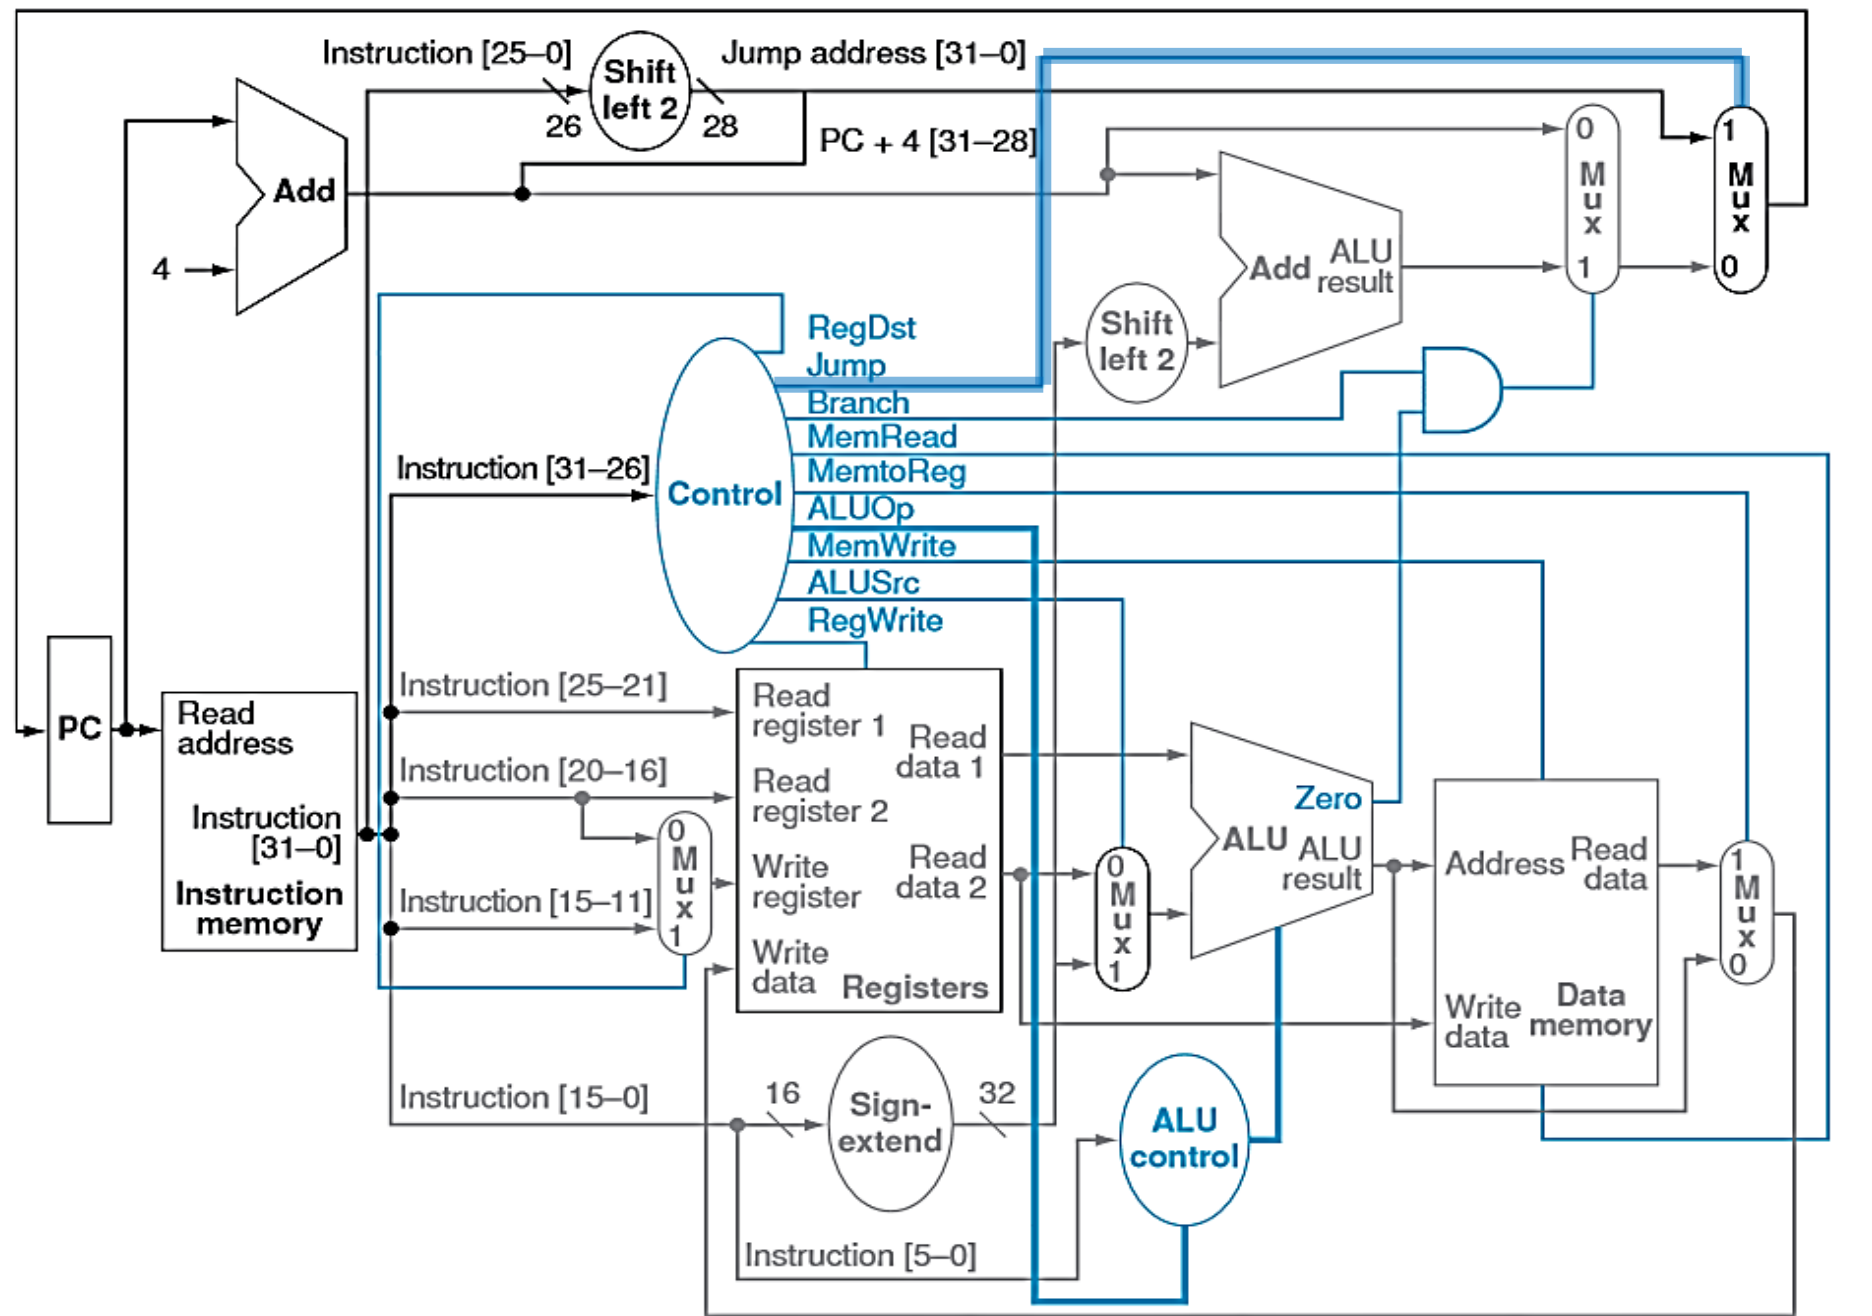 Instruction [25–0]
Shift
left 2
Jump address [31–0]
26
28
PC + 4 [31–28]
Add
4
0
M
u
x
1
1
M
u
x
0
Add
ALU
result
Shift
left 2
RegDst
Jump
Branch
MemRead
MemtoReg
ALUOp
MemWrite
ALUSrc
RegWrite
Instruction [31–26]
Control
PC
Read
address
Instruction
[31–0]
Instruction
memory
Instruction [25–21]
Instruction [20–16]
Instruction [15–11]
0
M
u
x
1
Read
register 1
Read
register 2
Write
register
Write
data
Read
data 1
Read
data 2
Registers
0
M
u
x
1
Zero
ALU
ALU
result
Address
Read
data
Write
data
Data
memory
1
M
u
x
0
Instruction [15–0]
16
Sign-
extend
32
ALU
control
Instruction [5–0]